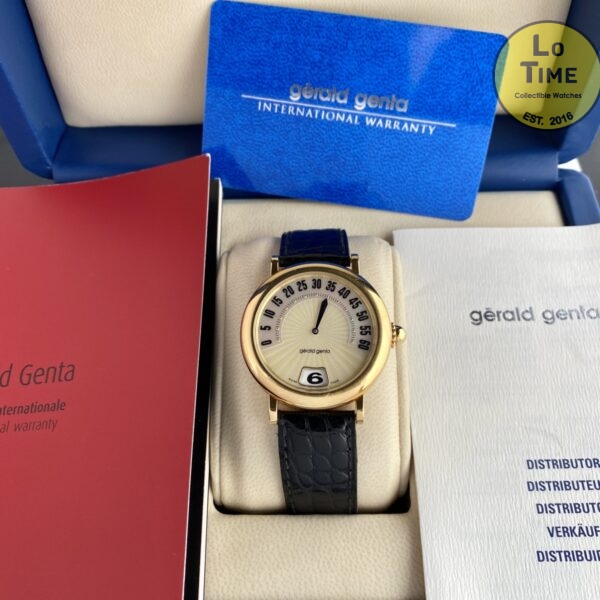 Lo
TIME
Collectible Watches
EST. 2016
gérald genta
INTERNATIONAL WARRANTY
0 5 10 15 20 25 30 35 40 45 50 55 60
gérald genta
6
d Genta
nternationale
al warranty
gérald genta
DISTRIBUTOR
DISTRIBUTEU
DISTRIBUTO
VERKÄUF
DISTRIBUID